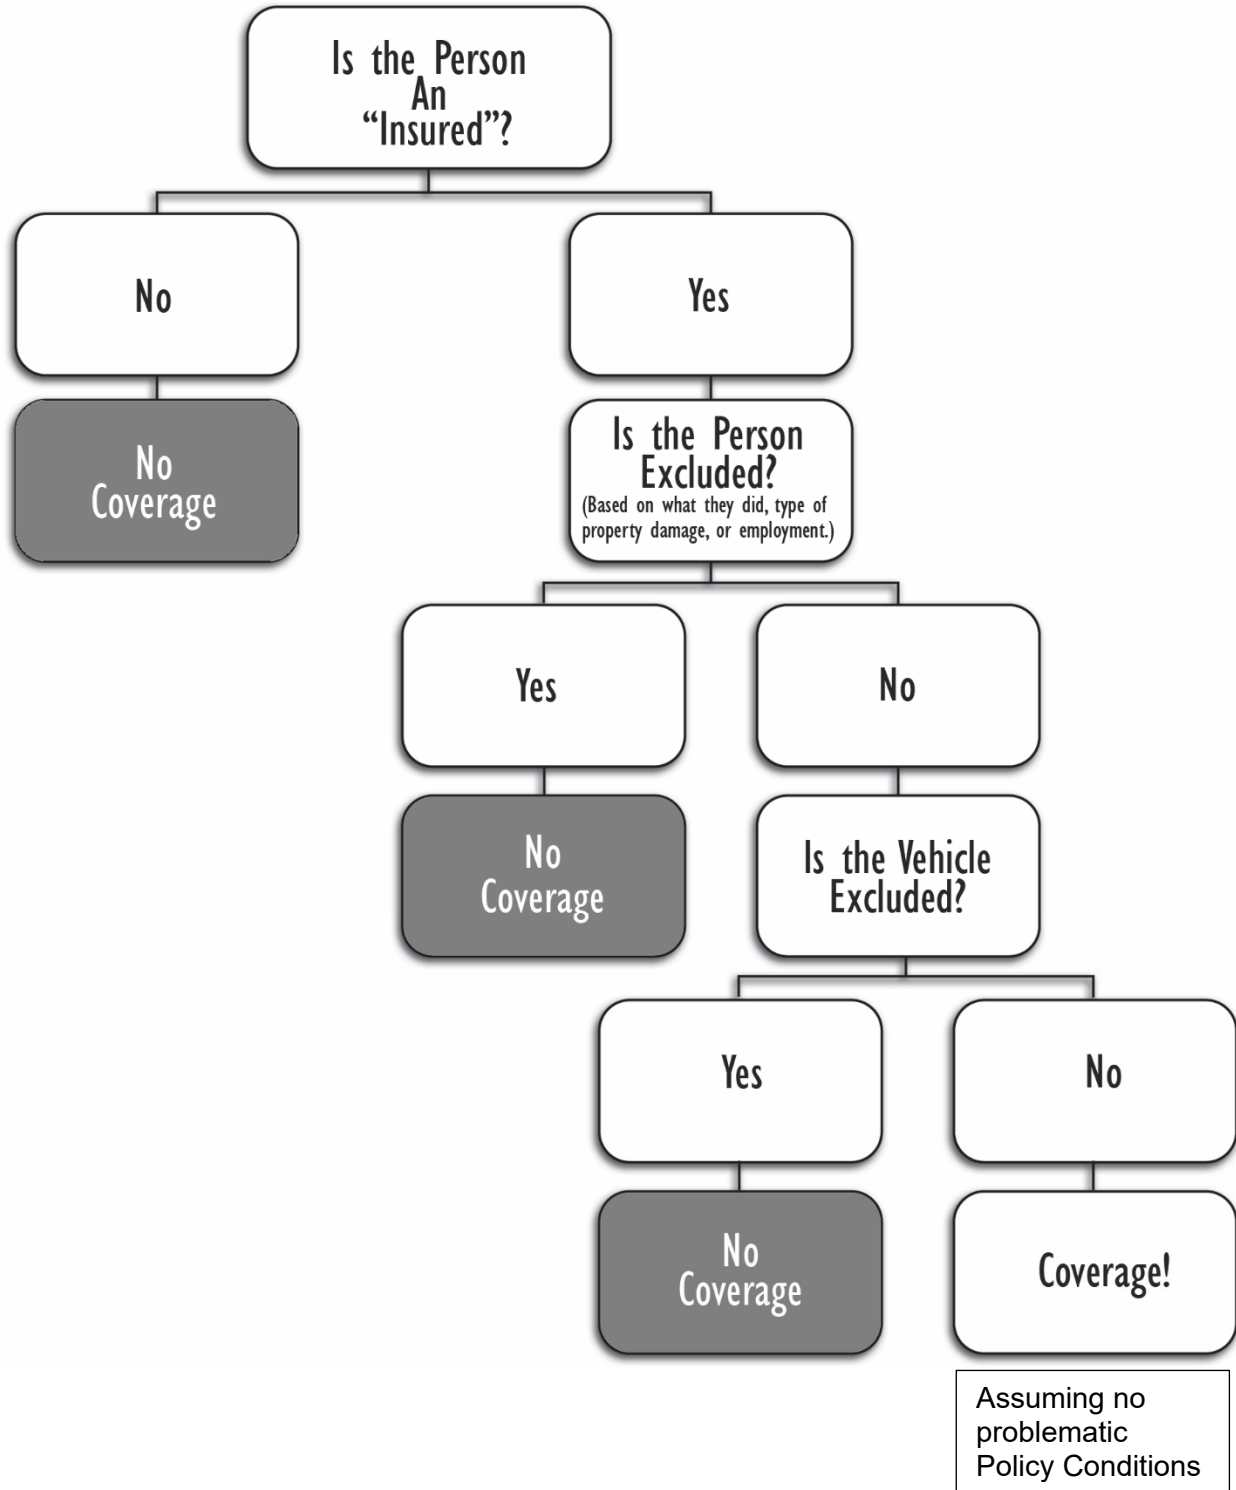 Is the Person
An
“Insured”?
No
Yes
No
Coverage
Is the Person
Excluded?
(Based on what they did, type of
property damage, or employment.)
Yes
No
No
Coverage
Is the Vehicle
Excluded?
Yes
No
No
Coverage
Coverage!
Assuming no
problematic
Policy Conditions